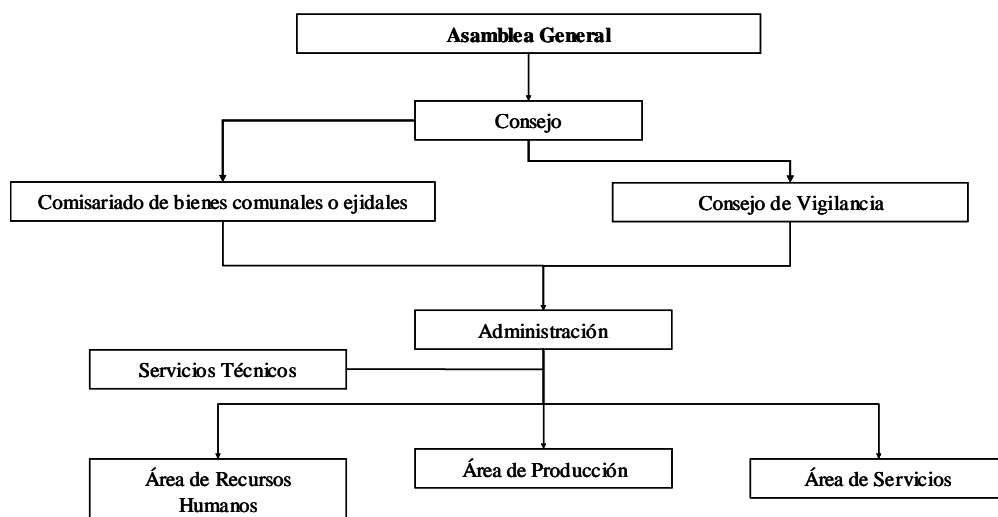 Asamblea General
Consejo
Comisariado de bienes comunales o ejidales
Consejo de Vigilancia
Administración
Servicios Técnicos
Área de Recursos
Humanos
Área de Producción
Área de Servicios